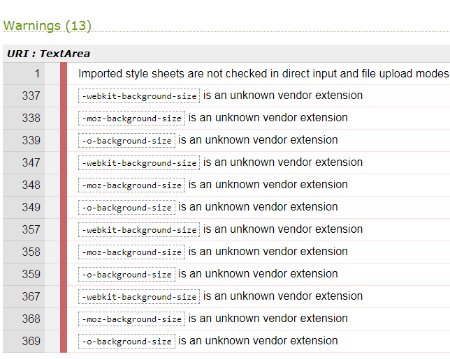 Warnings (13)
URI : TextArea
1 Imported style sheets are not checked in direct input and file upload modes
337 -webkit-background-size is an unknown vendor extension
338 -moz-background-size is an unknown vendor extension
339 -o-background-size is an unknown vendor extension
347 -webkit-background-size is an unknown vendor extension
348 -moz-background-size is an unknown vendor extension
349 -o-background-size is an unknown vendor extension
357 -webkit-background-size is an unknown vendor extension
358 -moz-background-size is an unknown vendor extension
359 -o-background-size is an unknown vendor extension
367 -webkit-background-size is an unknown vendor extension
368 -moz-background-size is an unknown vendor extension
369 -o-background-size is an unknown vendor extension